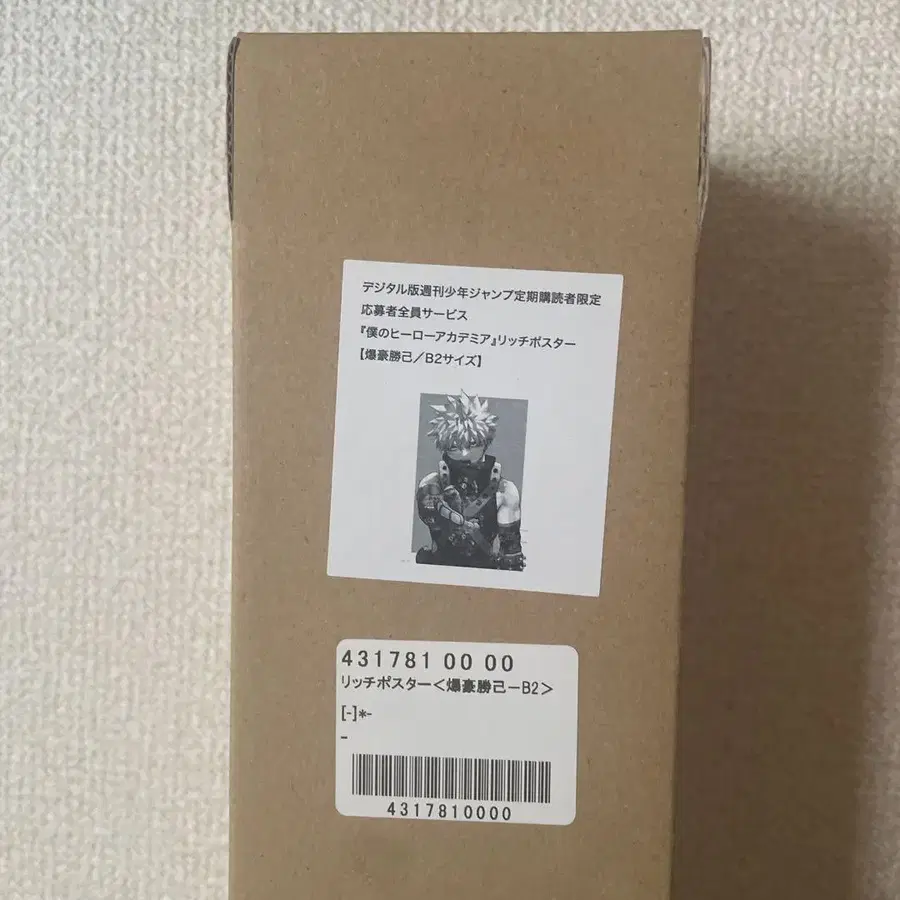 デジタル版週刊少年ジャンプ定期購読者限定
応募者全員サービス
『僕のヒーローアカデミア』リッチポスター
【爆豪勝己／B2サイズ】
431781 00 00
リッチポスター＜爆豪勝己－B2＞
[-]*-
-
4317810000